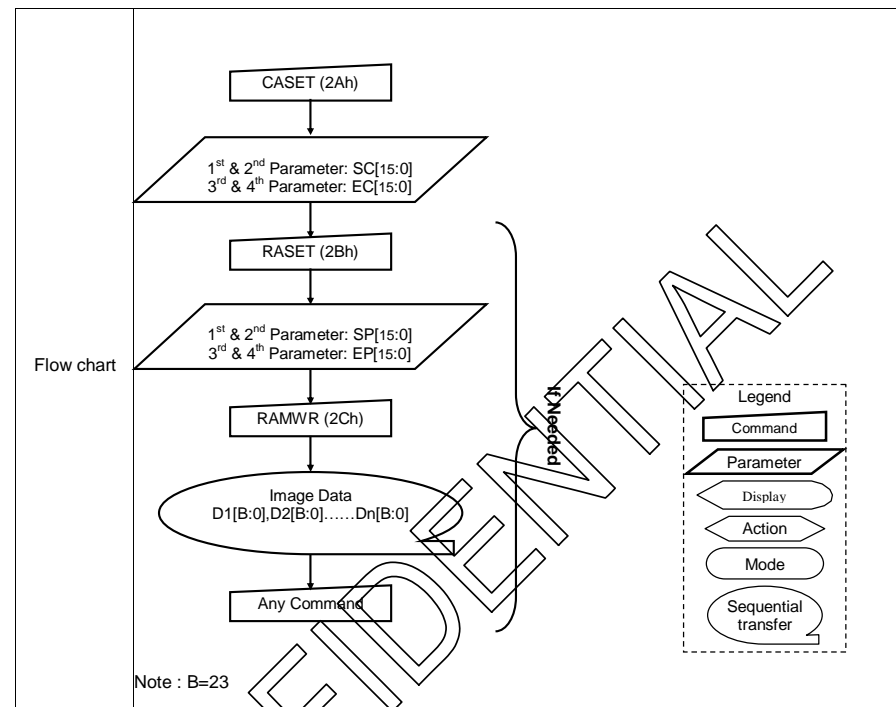 CASET (2Ah)
1st & 2nd Parameter: SC[15:0]
3rd & 4th Parameter: EC[15:0]
RASET (2Bh)
1st & 2nd Parameter: SP[15:0]
3rd & 4th Parameter: EP[15:0]
Flow chart
If Needed
RAMWR (2Ch)
Image Data
D1[B:0],D2[B:0]……Dn[B:0]
Any Command
Note : B=23
Legend
Command
Parameter
Display
Action
Mode
Sequential
transfer
FIDENTIAL